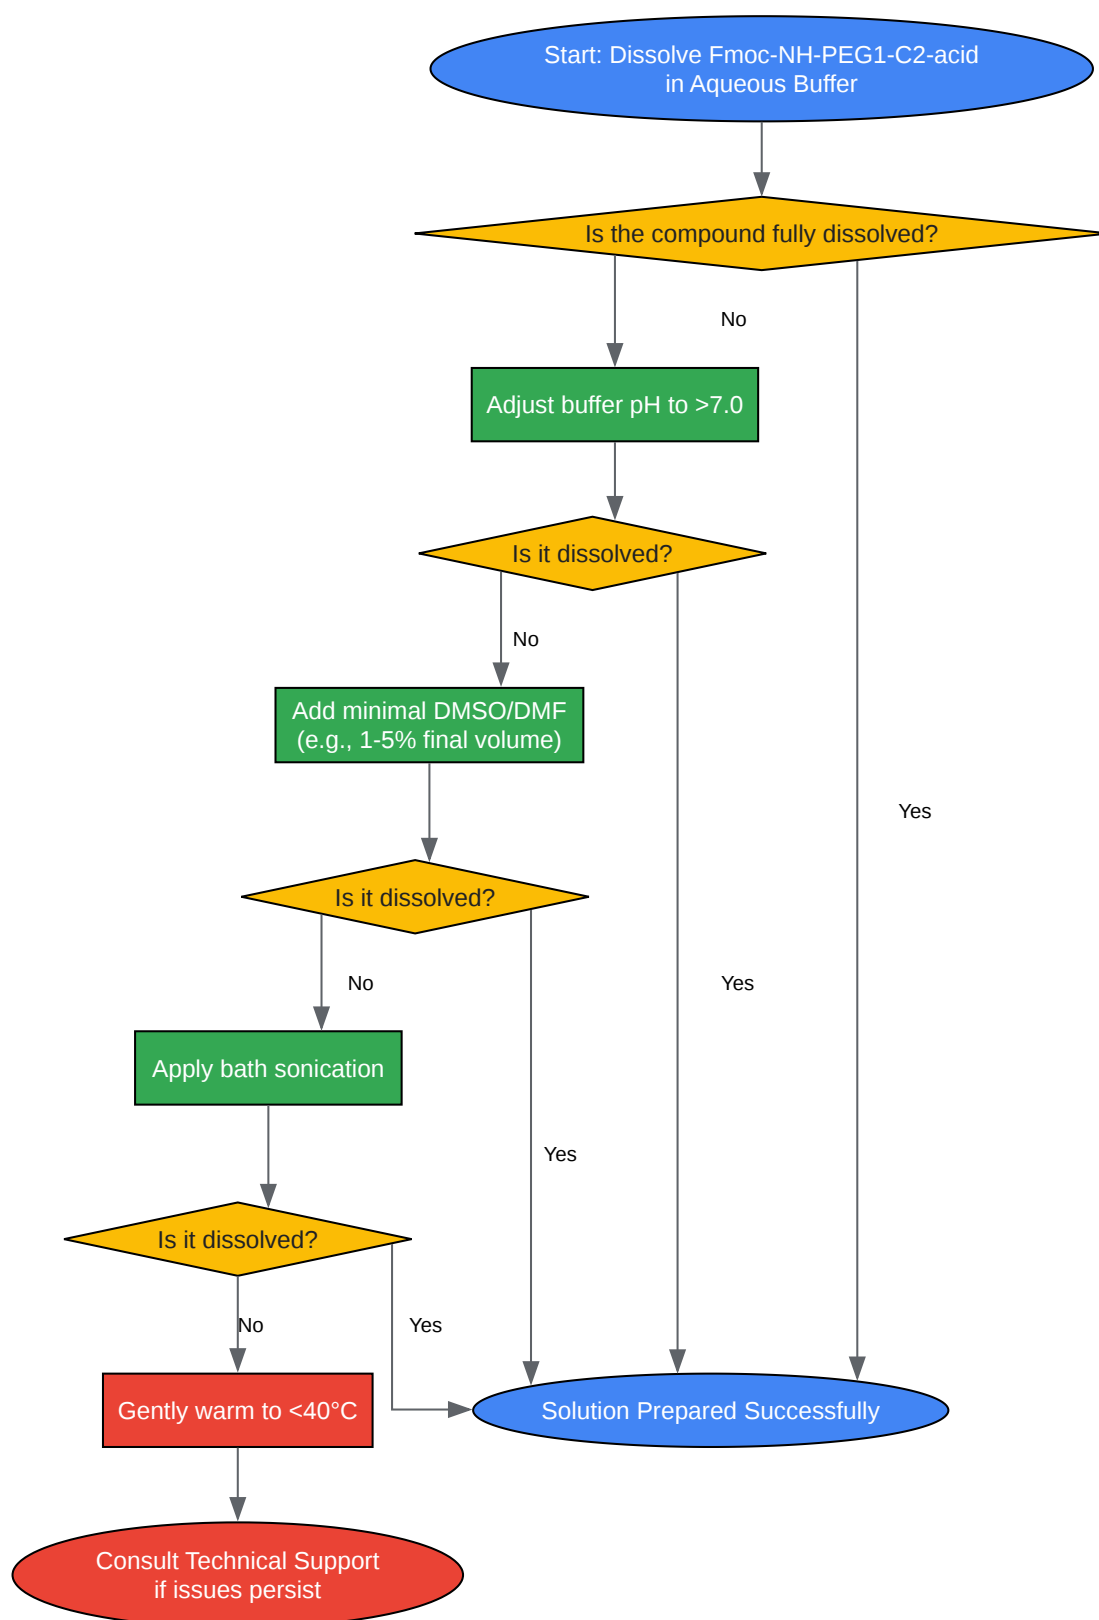 Start: Dissolve Fmoc-NH-PEG1-C2-acid
in Aqueous Buffer
Is the compound fully dissolved?
No
Adjust buffer pH to >7.0
Is it dissolved?
No
Add minimal DMSO/DMF
(e.g., 1-5% final volume)
Yes
Is it dissolved?
No
Yes
Apply bath sonication
Yes
Is it dissolved?
No
Yes
Gently warm to <40°C
Solution Prepared Successfully
Consult Technical Support
if issues persist